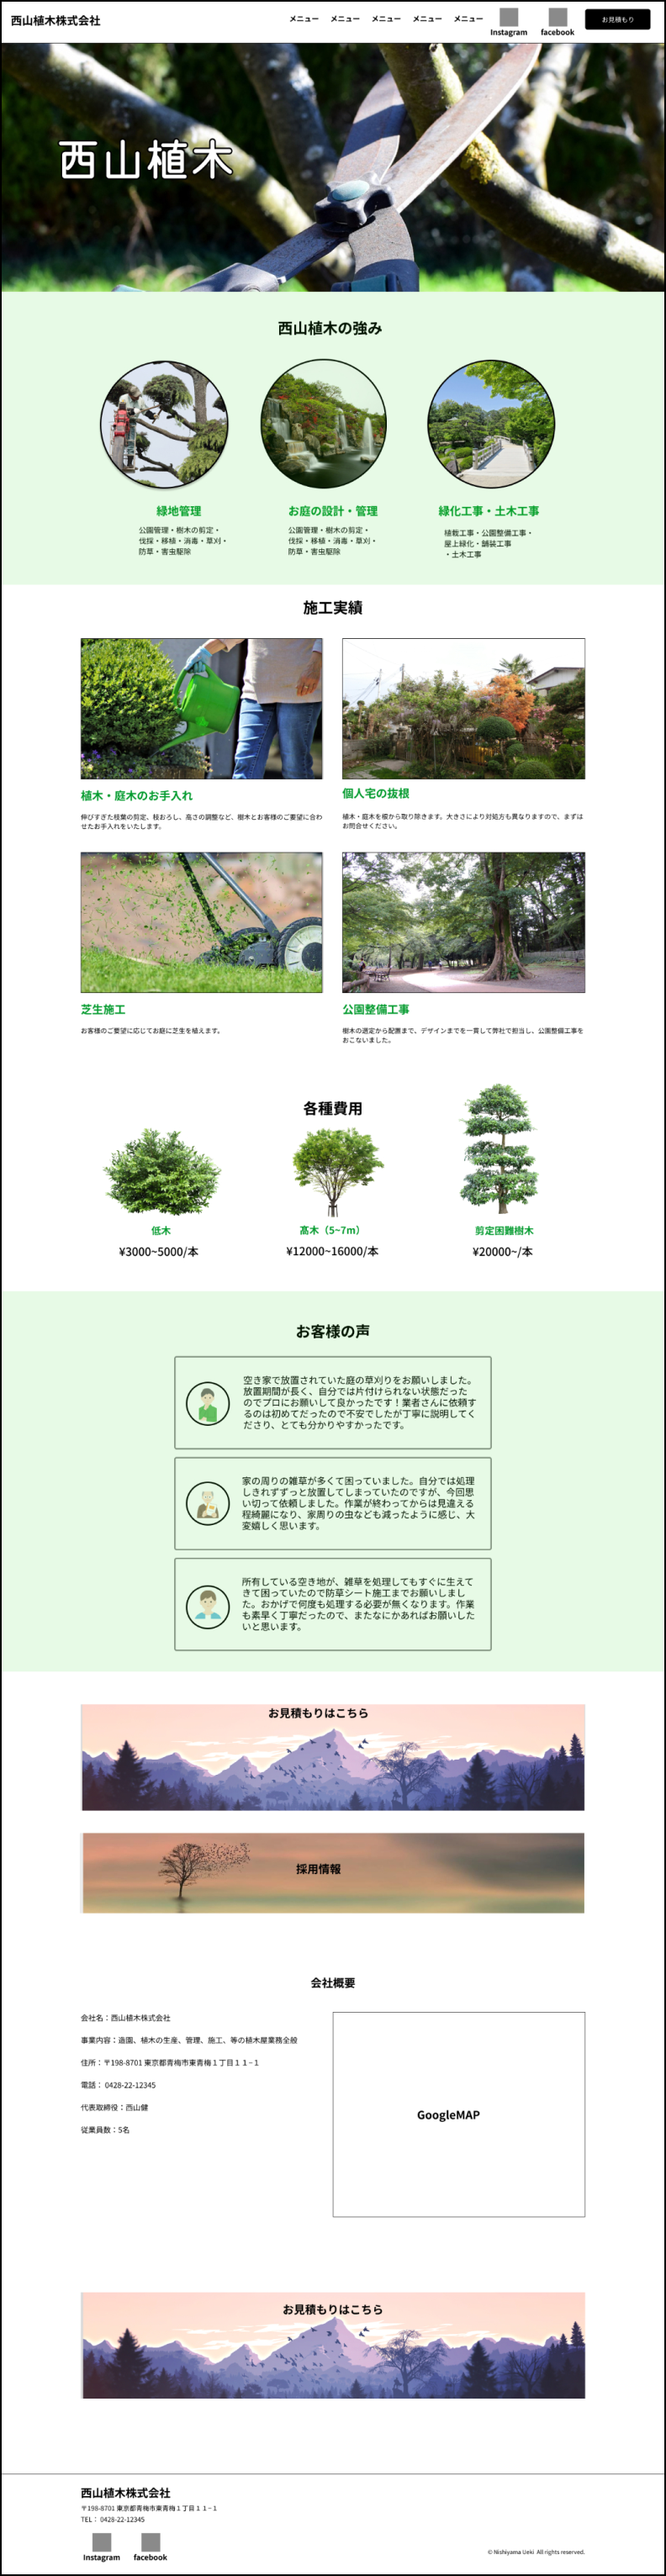 西山植木株式会社
メニュー メニュー メニュー メニュー メニュー
Instagram facebook
お見積もり
西山植木
西山植木の強み
緑地管理
公園管理・樹木の剪定・
伐採・移植・消毒・草刈・
防草・害虫駆除
お庭の設計・管理
公園管理・樹木の剪定・
伐採・移植・消毒・草刈・
防草・害虫駆除
緑化工事・土木工事
植栽工事・公園整備工事・
屋上緑化・舗装工事
・土木工事
施工実績
植木・庭木のお手入れ
伸びすぎた枝葉の剪定、枝おろし、高さの調整など、樹木とお客様のご要望に合わ
せたお手入れをいたします。
個人宅の抜根
植木・庭木を根から取り除きます。大きさにより対処方も異なりますので、まずは
お問合せください。
芝生施工
お客様のご要望に応じてお庭に芝生を植えます。
公園整備工事
樹木の選定から配置まで、デザインまでを一貫して弊社で担当し、公園整備工事を
おこないました。
各種費用
低木
¥3000~5000/本
高木（5~7m）
¥12000~16000/本
剪定困難樹木
¥20000~/本
お客様の声
空き家で放置されていた庭の草刈りをお願いしました。
放置期間が長く、自分では片付けられない状態だった
のでプロにお願いして良かったです！業者さんに依頼す
るのは初めてだったので不安でしたが丁寧に説明してく
ださり、とても分かりやすかったです。
家の周りの雑草が多くて困っていました。自分では処理
しきれずずっと放置してしまっていたのですが、今回思
い切って依頼しました。作業が終わってからは見違える
程綺麗になり、家周りの虫なども減ったように感じ、大
変嬉しく思います。
所有している空き地が、雑草を処理してもすぐに生えて
きて困っていたので防草シート施工までお願いしまし
た。おかげで何度も処理する必要が無くなります。作業
も素早く丁寧だったので、またなにかあればお願いした
いと思います。
お見積もりはこちら
採用情報
会社概要
会社名：西山植木株式会社
事業内容：造園、植木の生産、管理、施工、等の植木屋業務全般
住所：〒198-8701 東京都青梅市東青梅１丁目１１−１
電話： 0428-22-12345
代表取締役：西山健
従業員数：5名
GoogleMAP
お見積もりはこちら
西山植木株式会社
〒198-8701 東京都青梅市東青梅１丁目１１−１
TEL： 0428-22-12345
Instagram facebook
© Nishiyama Ueki All rights reserved.